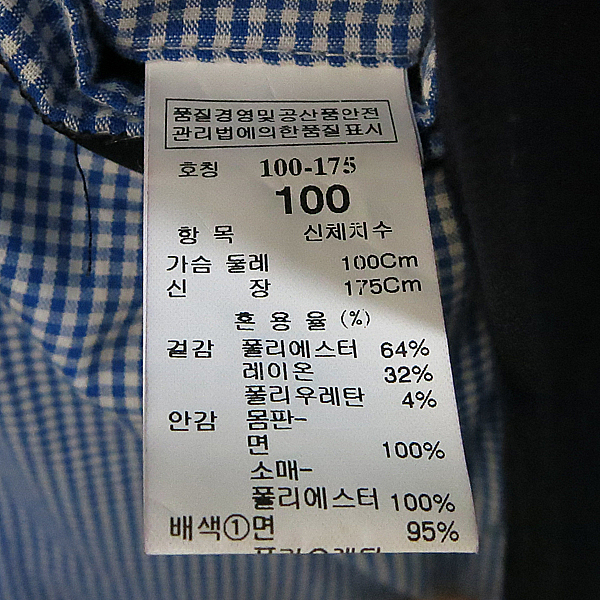 품질경영및공산품안전
관리법에의한품질표시
호칭 100-175
100
항 목 신체치수
가슴 둘레 100Cm
신 장 175Cm
혼 용 율 (%)
겉감 폴리에스터 64%
레이온 32%
폴리우레탄 4%
안감 몸판-
면 100%
소매-
폴리에스터 100%
배색①면 95%